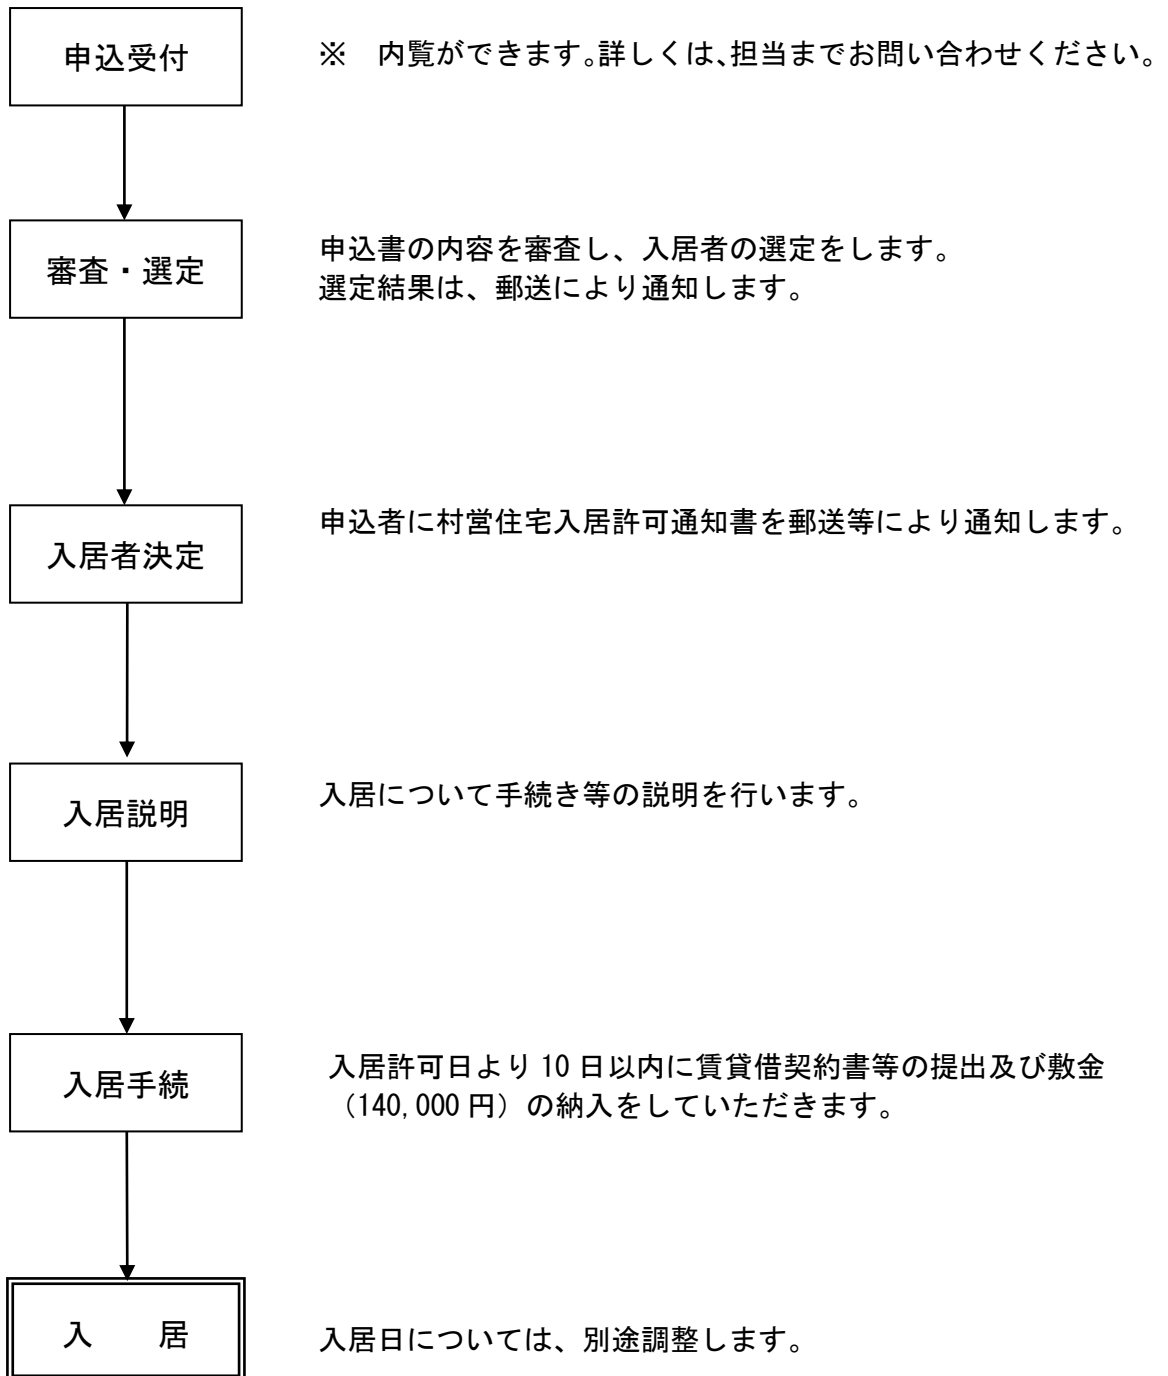 申込受付
※　内覧ができます。詳しくは、担当までお問い合わせください。
審査・選定
申込書の内容を審査し、入居者の選定をします。
選定結果は、郵送により通知します。
入居者決定
申込者に村営住宅入居許可通知書を郵送等により通知します。
入居説明
入居について手続き等の説明を行います。
入居手続
入居許可日より 10 日以内に賃貸借契約書等の提出及び敷金
（140,000 円）の納入をしていただきます。
入　　居
入居日については、別途調整します。